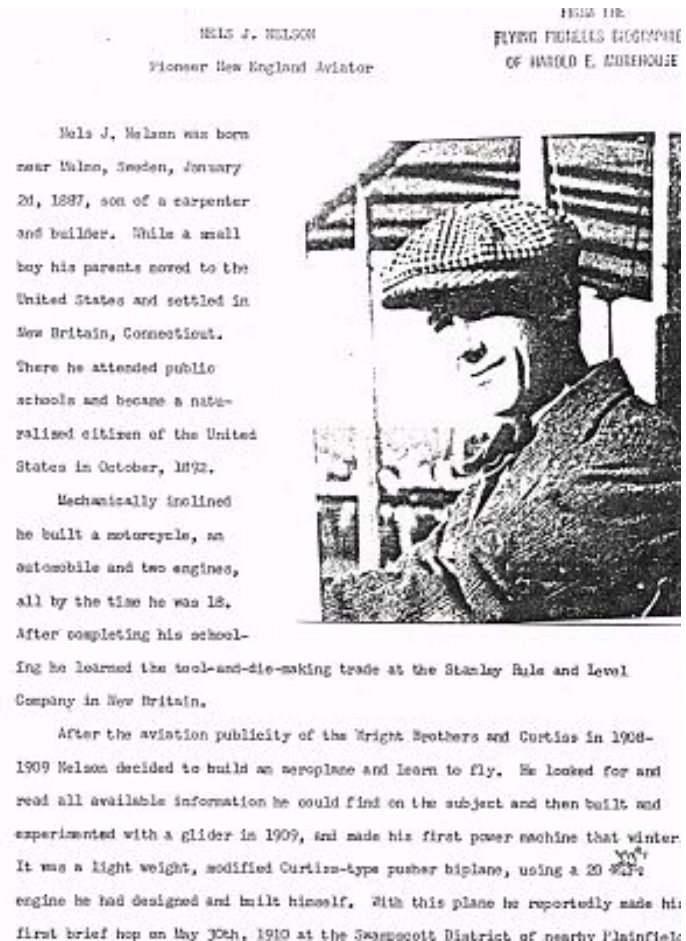 NELS J. NELSON
Pioneer New England Aviator
FROM THE
FLYING PIONEERS BIOGRAPHIES
OF HAROLD E. MOREHOUSE
Nels J. Nelson was born
near Malmo, Sweden, January
2d, 1887, son of a carpenter
and builder. While a small
boy his parents moved to the
United States and settled in
New Britain, Connecticut.
There he attended public
schools and became a natu-
ralized citizen of the United
States in October, 1892.
Mechanically inclined
he built a motorcycle, an
automobile and two engines,
all by the time he was 18.
After completing his school-
ing he learned the tool-and-die-making trade at the Stanley Rule and Level
Company in New Britain.
After the aviation publicity of the Wright Brothers and Curtiss in 1908-
1909 Nelson decided to build an aeroplane and learn to fly. He looked for and
read all available information he could find on the subject and then built and
experimented with a glider in 1909, and made his first power machine that winter.
It was a light weight, modified Curtiss-type pusher biplane, using a 20
engine he had designed and built himself. With this plane he reportedly made his
first brief hop on May 30th, 1910 at the Swampscott District of nearby Plainfield